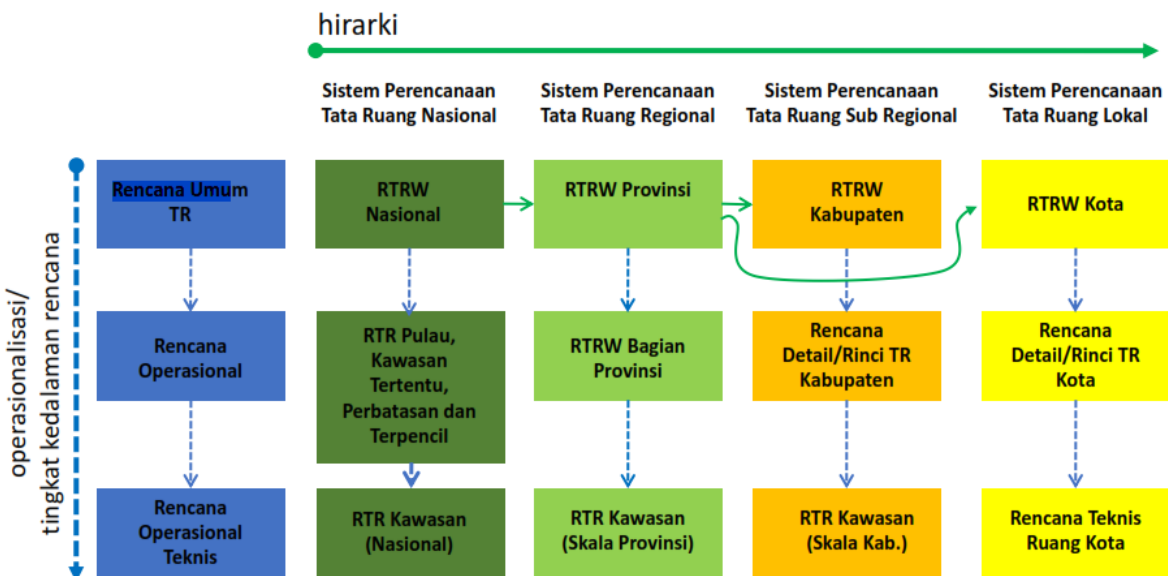 hirarki
Sistem Perencanaan
Tata Ruang Nasional
Sistem Perencanaan
Tata Ruang Regional
Sistem Perencanaan
Tata Ruang Sub Regional
Sistem Perencanaan
Tata Ruang Lokal
operasionalisasi/
tingkat kedalaman rencana
Rencana Umum
TR
RTRW
Nasional
RTRW Provinsi
RTRW
Kabupaten
RTRW Kota
Rencana
Operasional
RTR Pulau,
Kawasan
Tertentu,
Perbatasan dan
Terpencil
RTRW Bagian
Provinsi
Rencana
Detail/Rinci TR
Kabupaten
Rencana
Detail/Rinci TR
Kota
Rencana
Operasional
Teknis
RTR Kawasan
(Nasional)
RTR Kawasan
(Skala Provinsi)
RTR Kawasan
(Skala Kab.)
Rencana Teknis
Ruang Kota